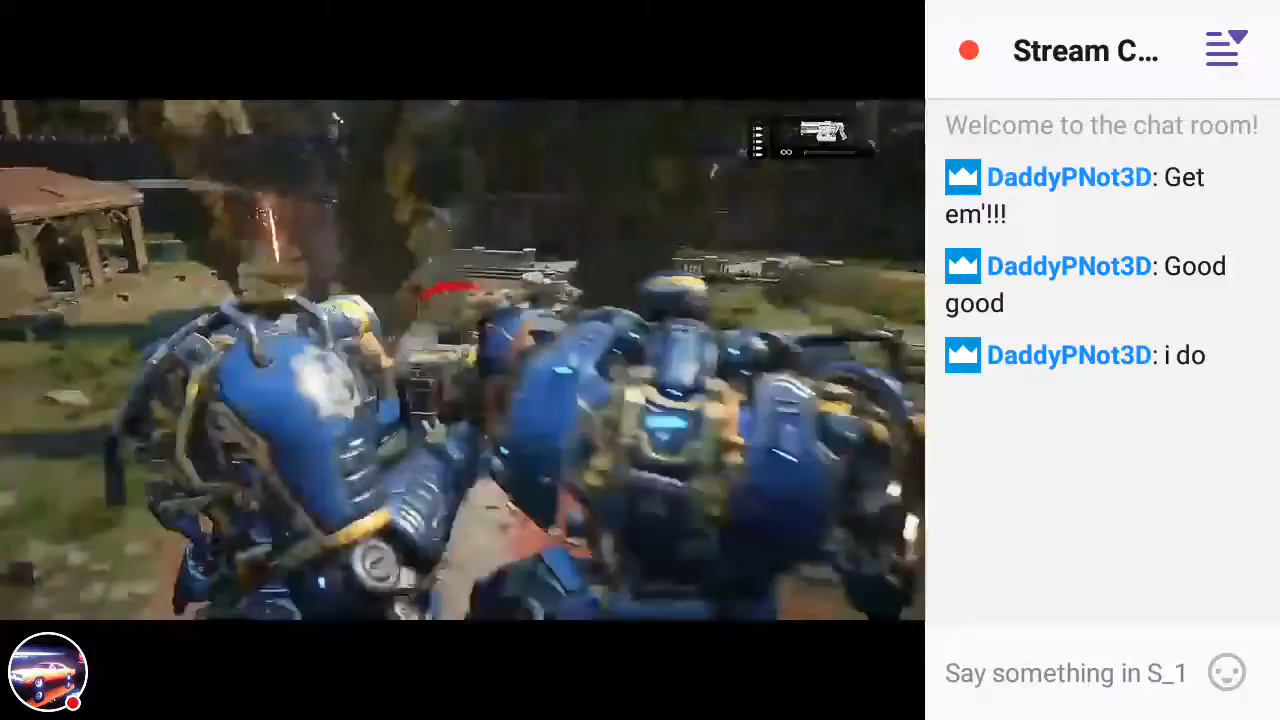 Stream C...
Welcome to the chat room!
DaddyPNot3D: Get
em'!!!
DaddyPNot3D: Good
good
DaddyPNot3D: i do
Say something in S_1
∞